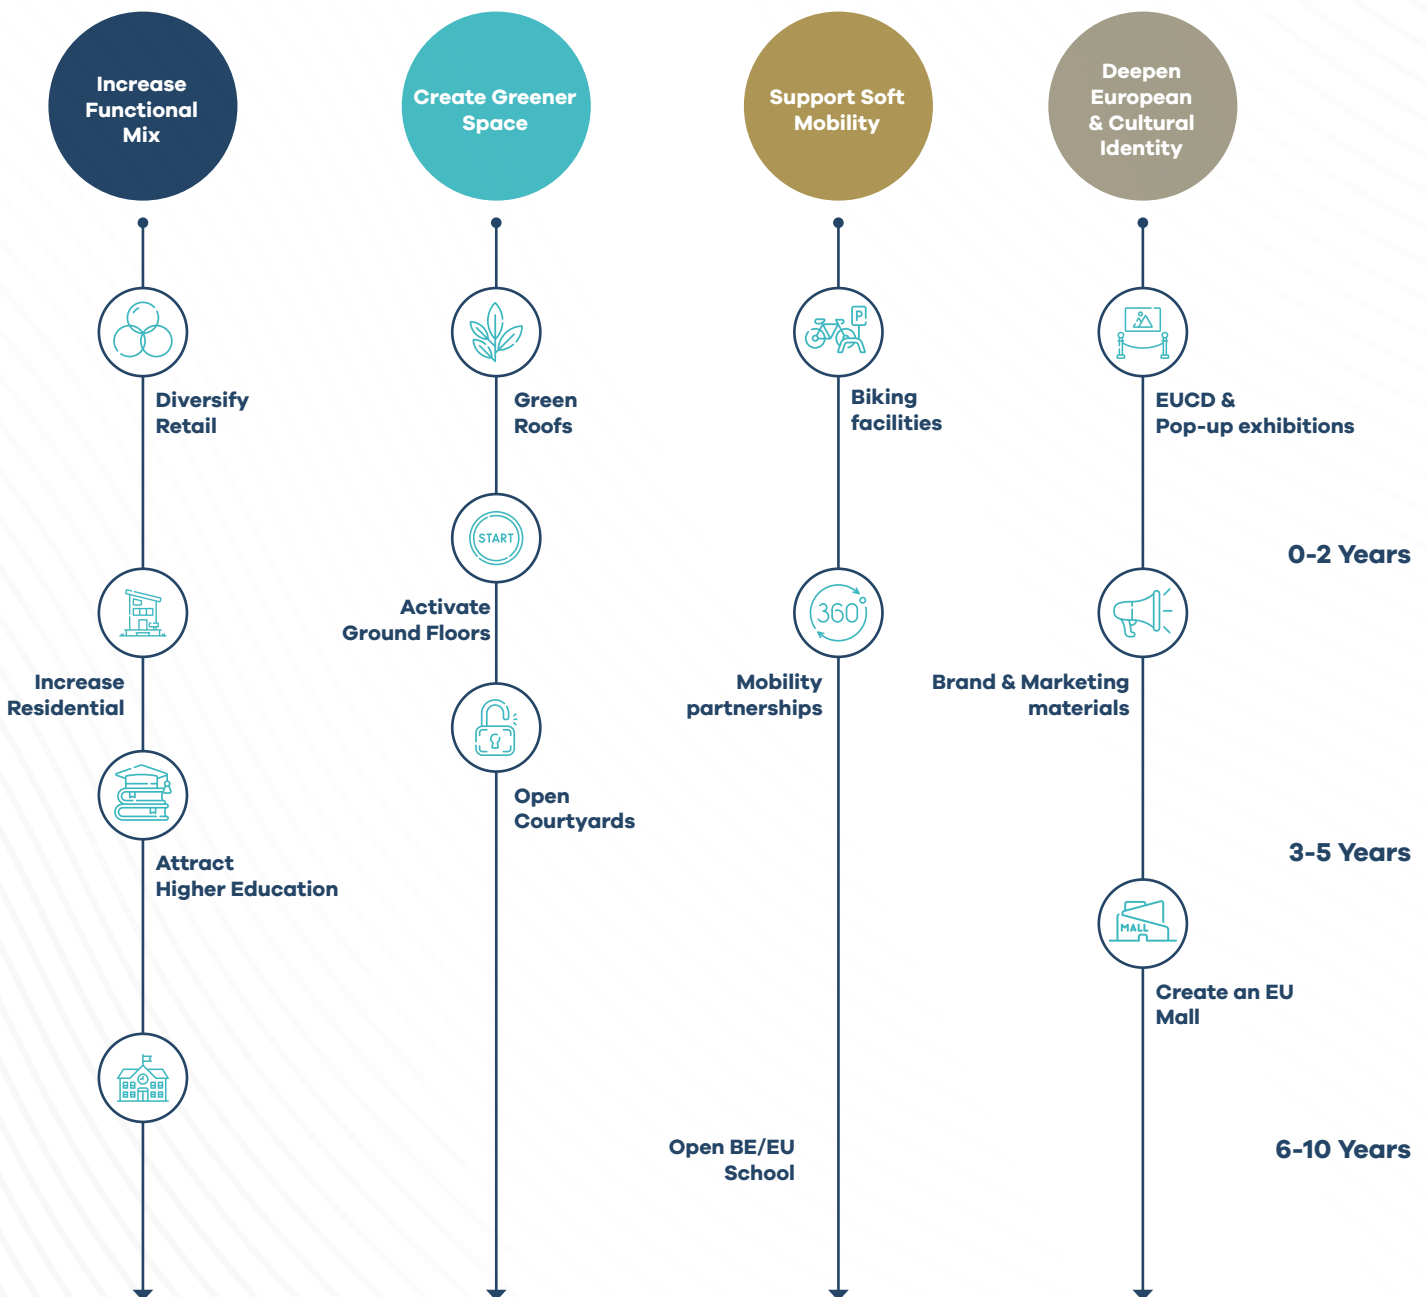 Increase
Functional
Mix
Create Greener
Space
Support Soft
Mobility
Deepen
European
& Cultural
Identity
P
Diversify
Retail
Green
Roofs
Biking
facilities
EUCD &
Pop-up exhibitions
START
0-2 Years
Activate
Ground Floors
360°
Increase
Residential
Mobility
partnerships
Brand & Marketing
materials
Open
Courtyards
3-5 Years
Attract
Higher Education
MALL
Create an EU
Mall
Open BE/EU
School
6-10 Years